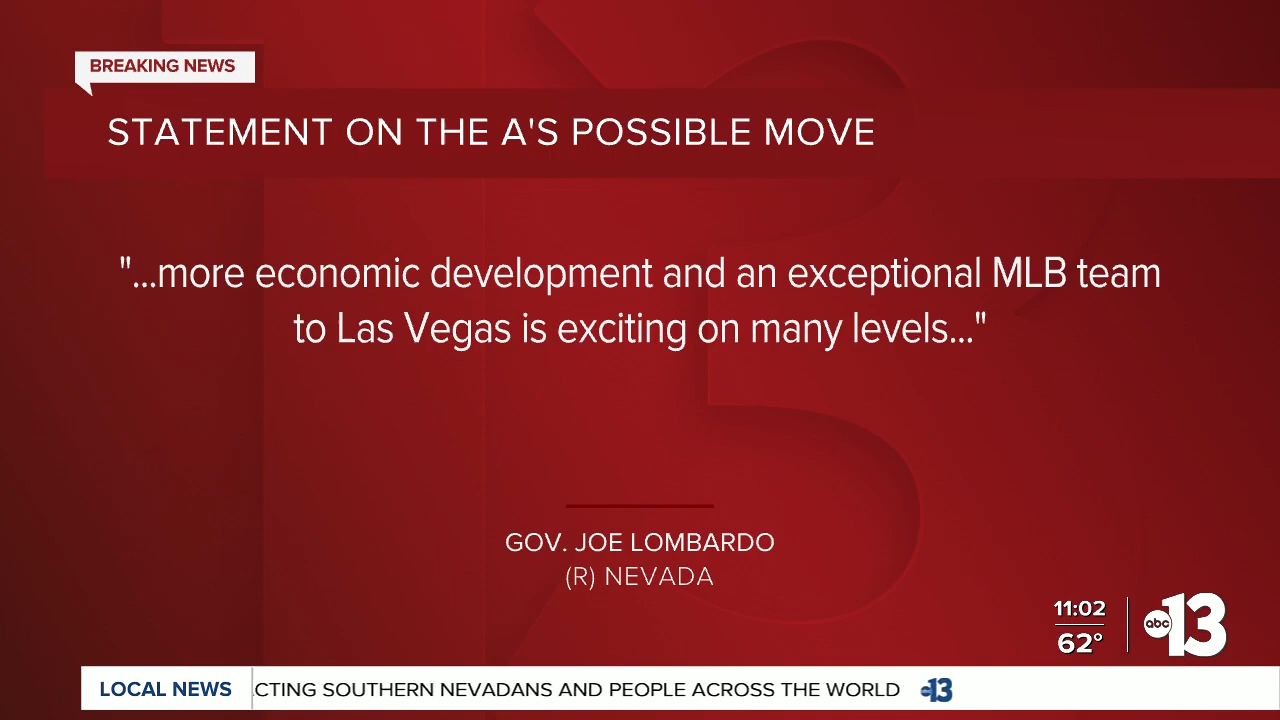 BREAKING NEWS
STATEMENT ON THE A'S POSSIBLE MOVE
"...more economic development and an exceptional MLB team
to Las Vegas is exciting on many levels..."
GOV. JOE LOMBARDO
(R) NEVADA
11:02
62°
abc 13
LOCAL NEWS
CTING SOUTHERN NEVADANS AND PEOPLE ACROSS THE WORLD
13